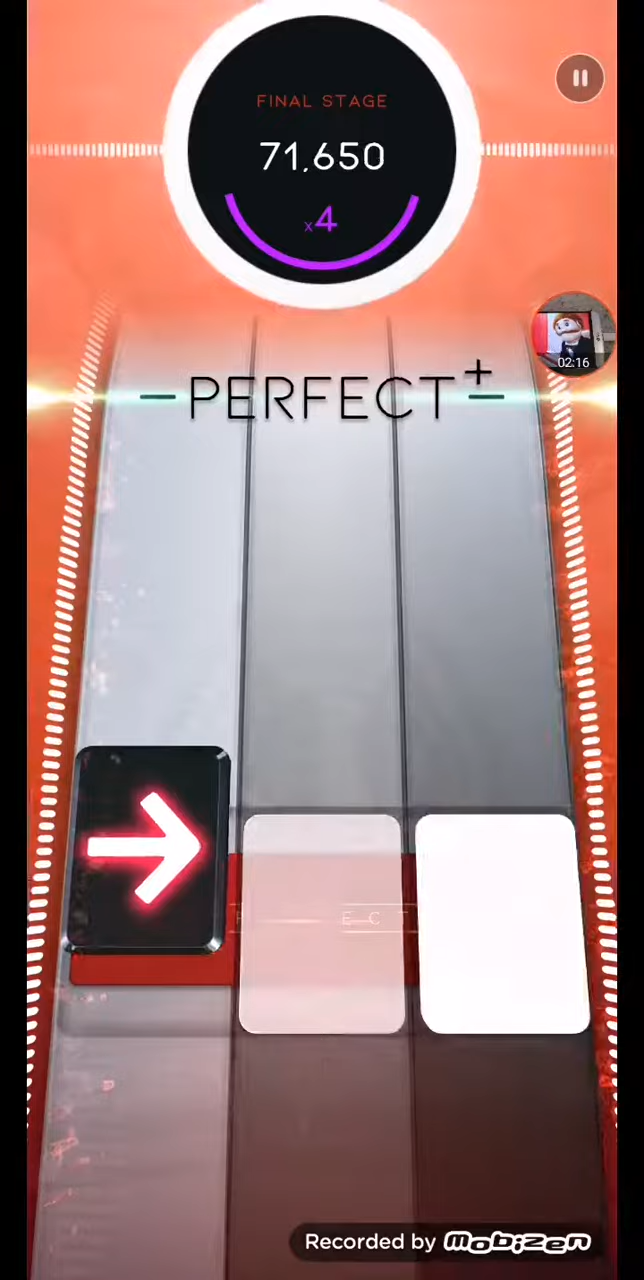 FINAL STAGE
71,650
x4
02:16
PERFECT+
E C T
Recorded by mobizen